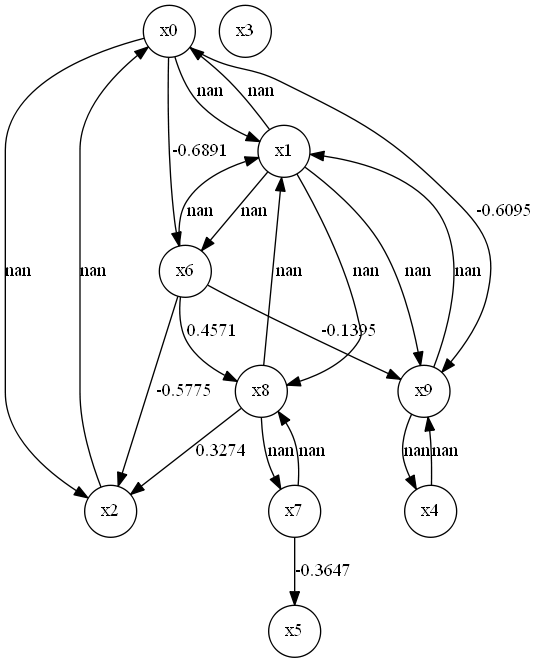 x0
x3
nan
nan
x1
-0.6891
-0.6095
nan
nan
x6
nan
nan
nan
nan
nan
nan
0.4571
-0.1395
-0.5775
x8
x9
0.3274
nan
nan
nan
nan
x2
x7
x4
-0.3647
x5